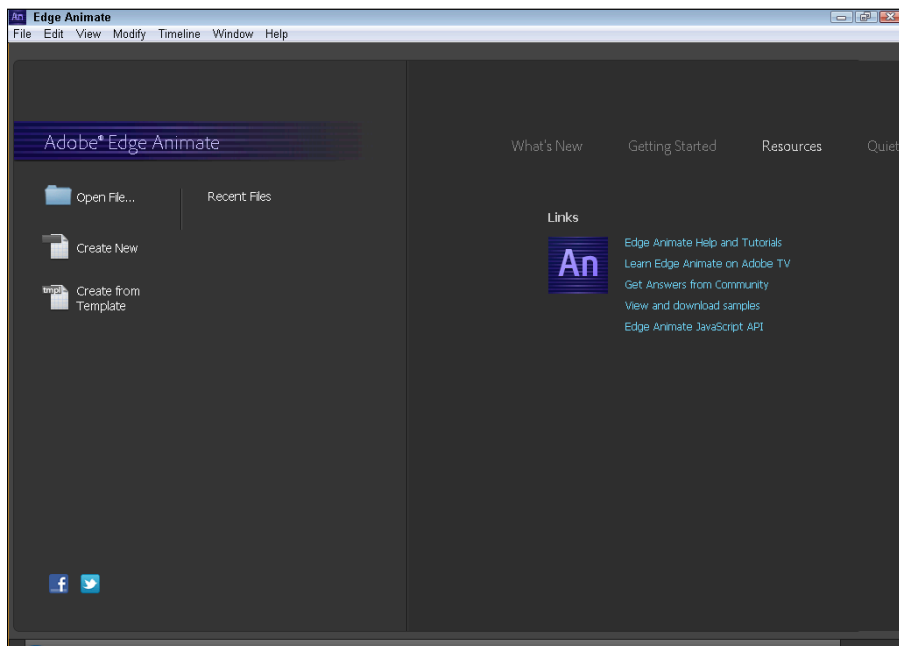 An Edge Animate
File Edit View Modify Timeline Window Help
Adobe® Edge Animate
What's New Getting Started Resources Quiet
Open File... Recent Files
Create New
tmpl Create from
Template
Links
An
Edge Animate Help and Tutorials
Learn Edge Animate on Adobe TV
Get Answers from Community
View and download samples
Edge Animate JavaScript API
f